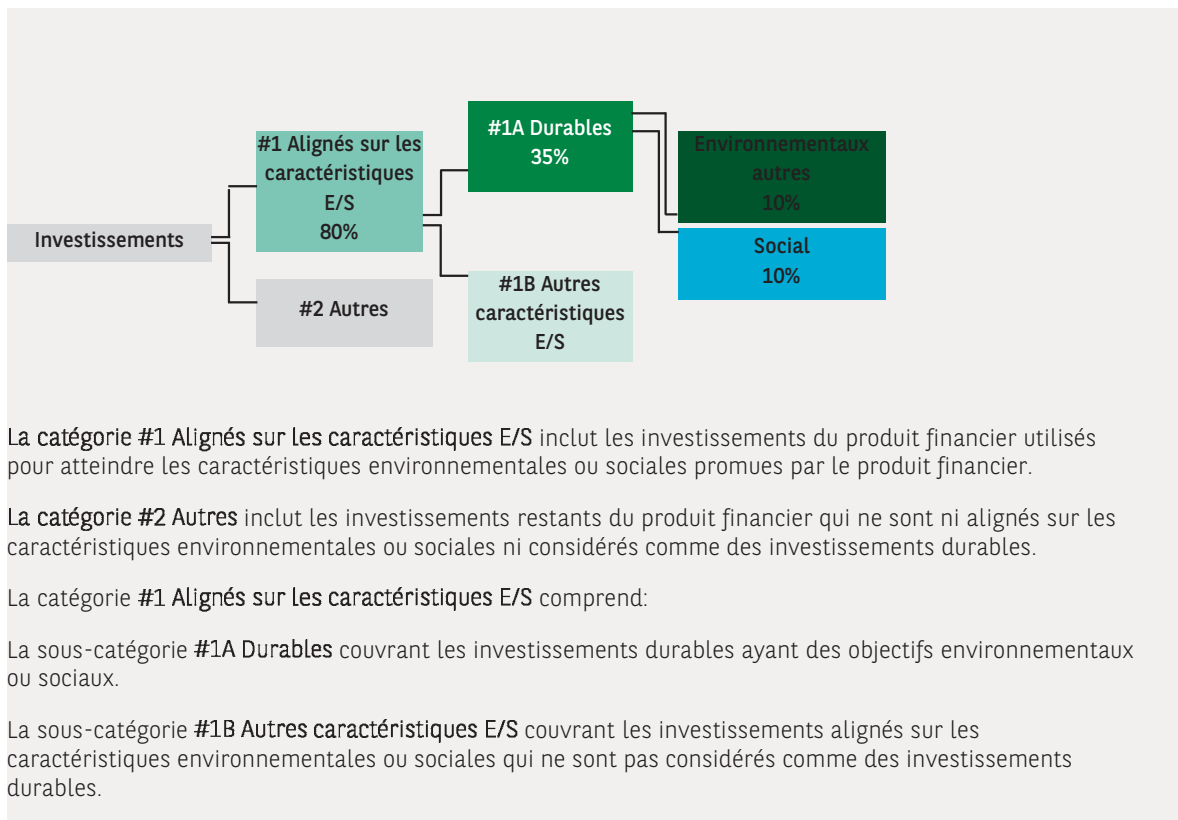 Investissements
#1 Alignés sur les
caractéristiques
E/S
80%
#2 Autres
#1A Durables
35%
#1B Autres
caractéristiques
E/S
Environnementaux
autres
10%
Social
10%
La catégorie #1 Alignés sur les caractéristiques E/S inclut les investissements du produit financier utilisés
pour atteindre les caractéristiques environnementales ou sociales promues par le produit financier.
La catégorie #2 Autres inclut les investissements restants du produit financier qui ne sont ni alignés sur les
caractéristiques environnementales ou sociales ni considérés comme des investissements durables.
La catégorie #1 Alignés sur les caractéristiques E/S comprend:
La sous-catégorie #1A Durables couvrant les investissements durables ayant des objectifs environnementaux
ou sociaux.
La sous-catégorie #1B Autres caractéristiques E/S couvrant les investissements alignés sur les
caractéristiques environnementales ou sociales qui ne sont pas considérés comme des investissements
durables.